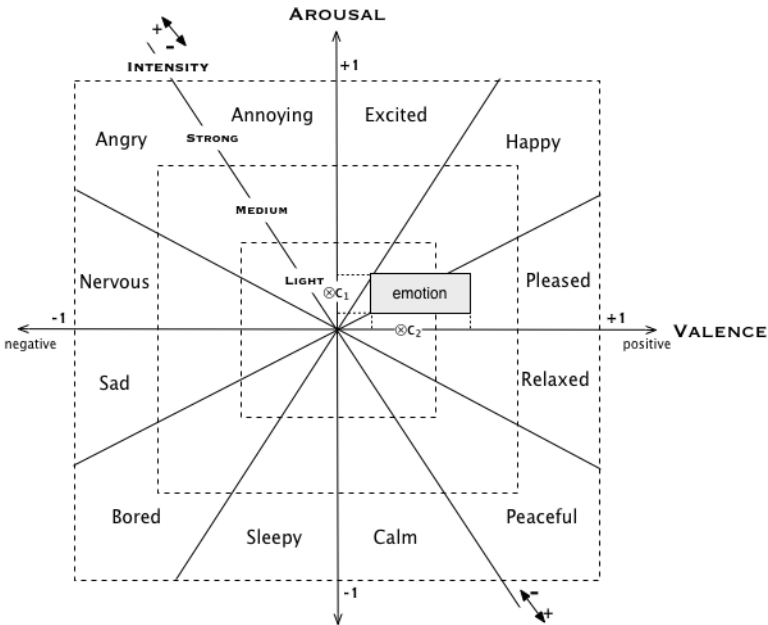 AROUSAL
+
-
INTENSITY
+1
Annoying
Excited
Angry
STRONG
Happy
MEDIUM
Nervous
LIGHT
Pleased
⊗C1
emotion
-1
+1
⊗C2
VALENCE
negative
positive
Sad
Relaxed
Bored
Peaceful
Sleepy
Calm
-1
-
+